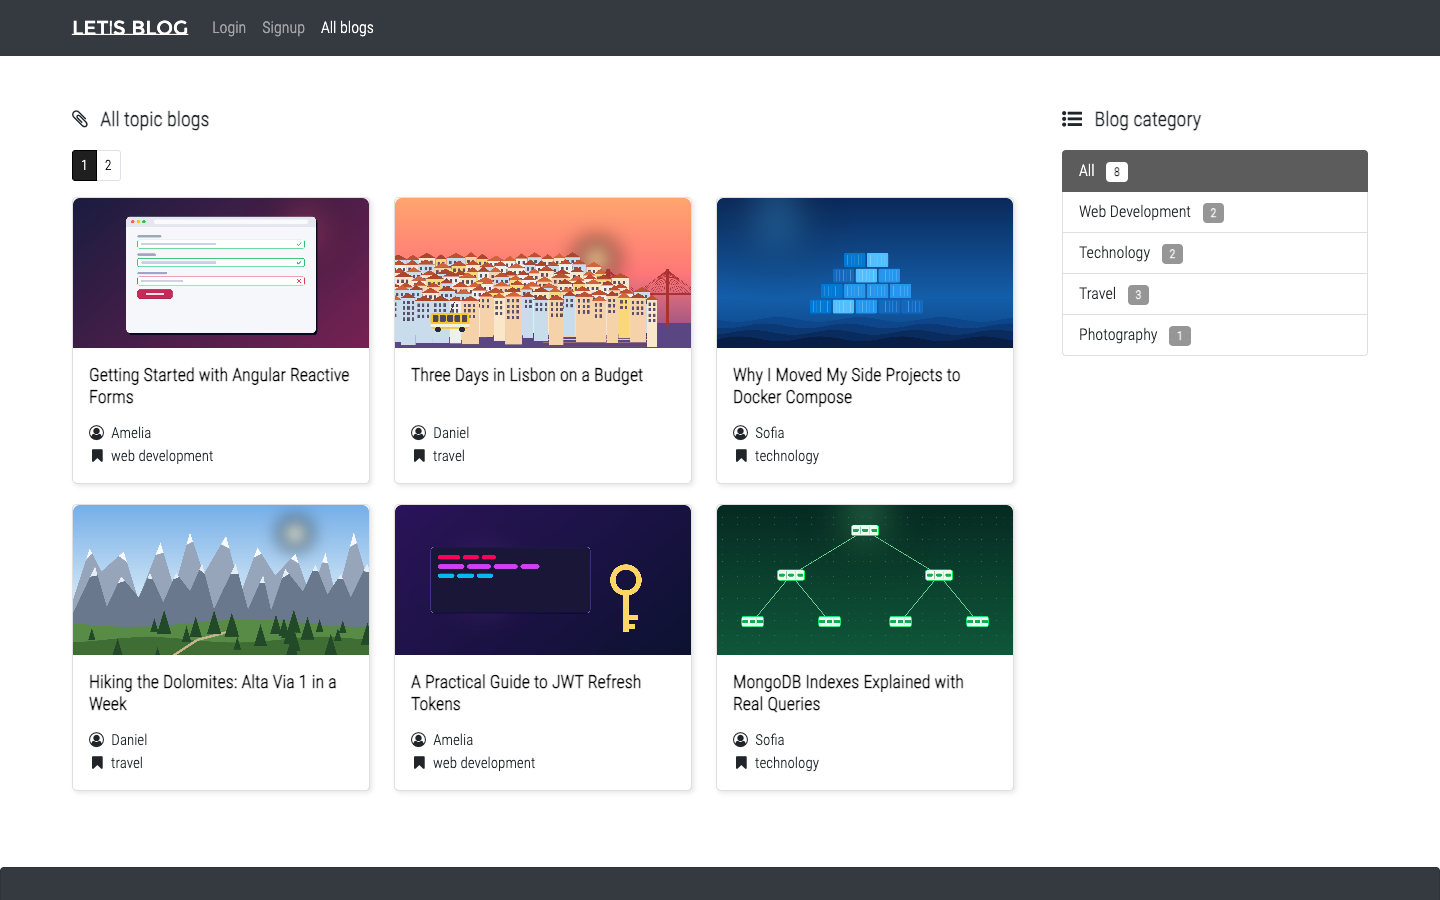 LET'S BLOG Login Signup All blogs
All topic blogs
1 2
Getting Started with Angular Reactive
Forms
Amelia
web development
Three Days in Lisbon on a Budget
Daniel
travel
Why I Moved My Side Projects to
Docker Compose
Sofia
technology
Hiking the Dolomites: Alta Via 1 in a
Week
Daniel
travel
A Practical Guide to JWT Refresh
Tokens
Amelia
web development
MongoDB Indexes Explained with
Real Queries
Sofia
technology
Blog category
All 8
Web Development 2
Technology 2
Travel 3
Photography 1